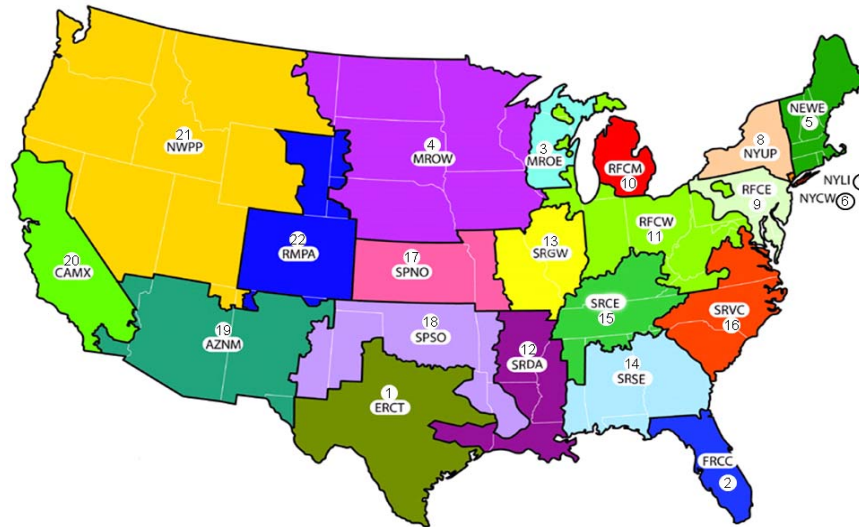 21
NWPP
4
MROW
3
MROE
RFCM
10
NEWE
5
8
NYUP
NYLI
NYCW 6
RFCE
9
RFCW
11
13
SRGW
22
RMPA
17
SPNO
20
CAMX
19
AZNM
18
SPSO
SRCE
15
SRVC
16
12
SRDA
14
SRSE
1
ERCT
FRCC
2